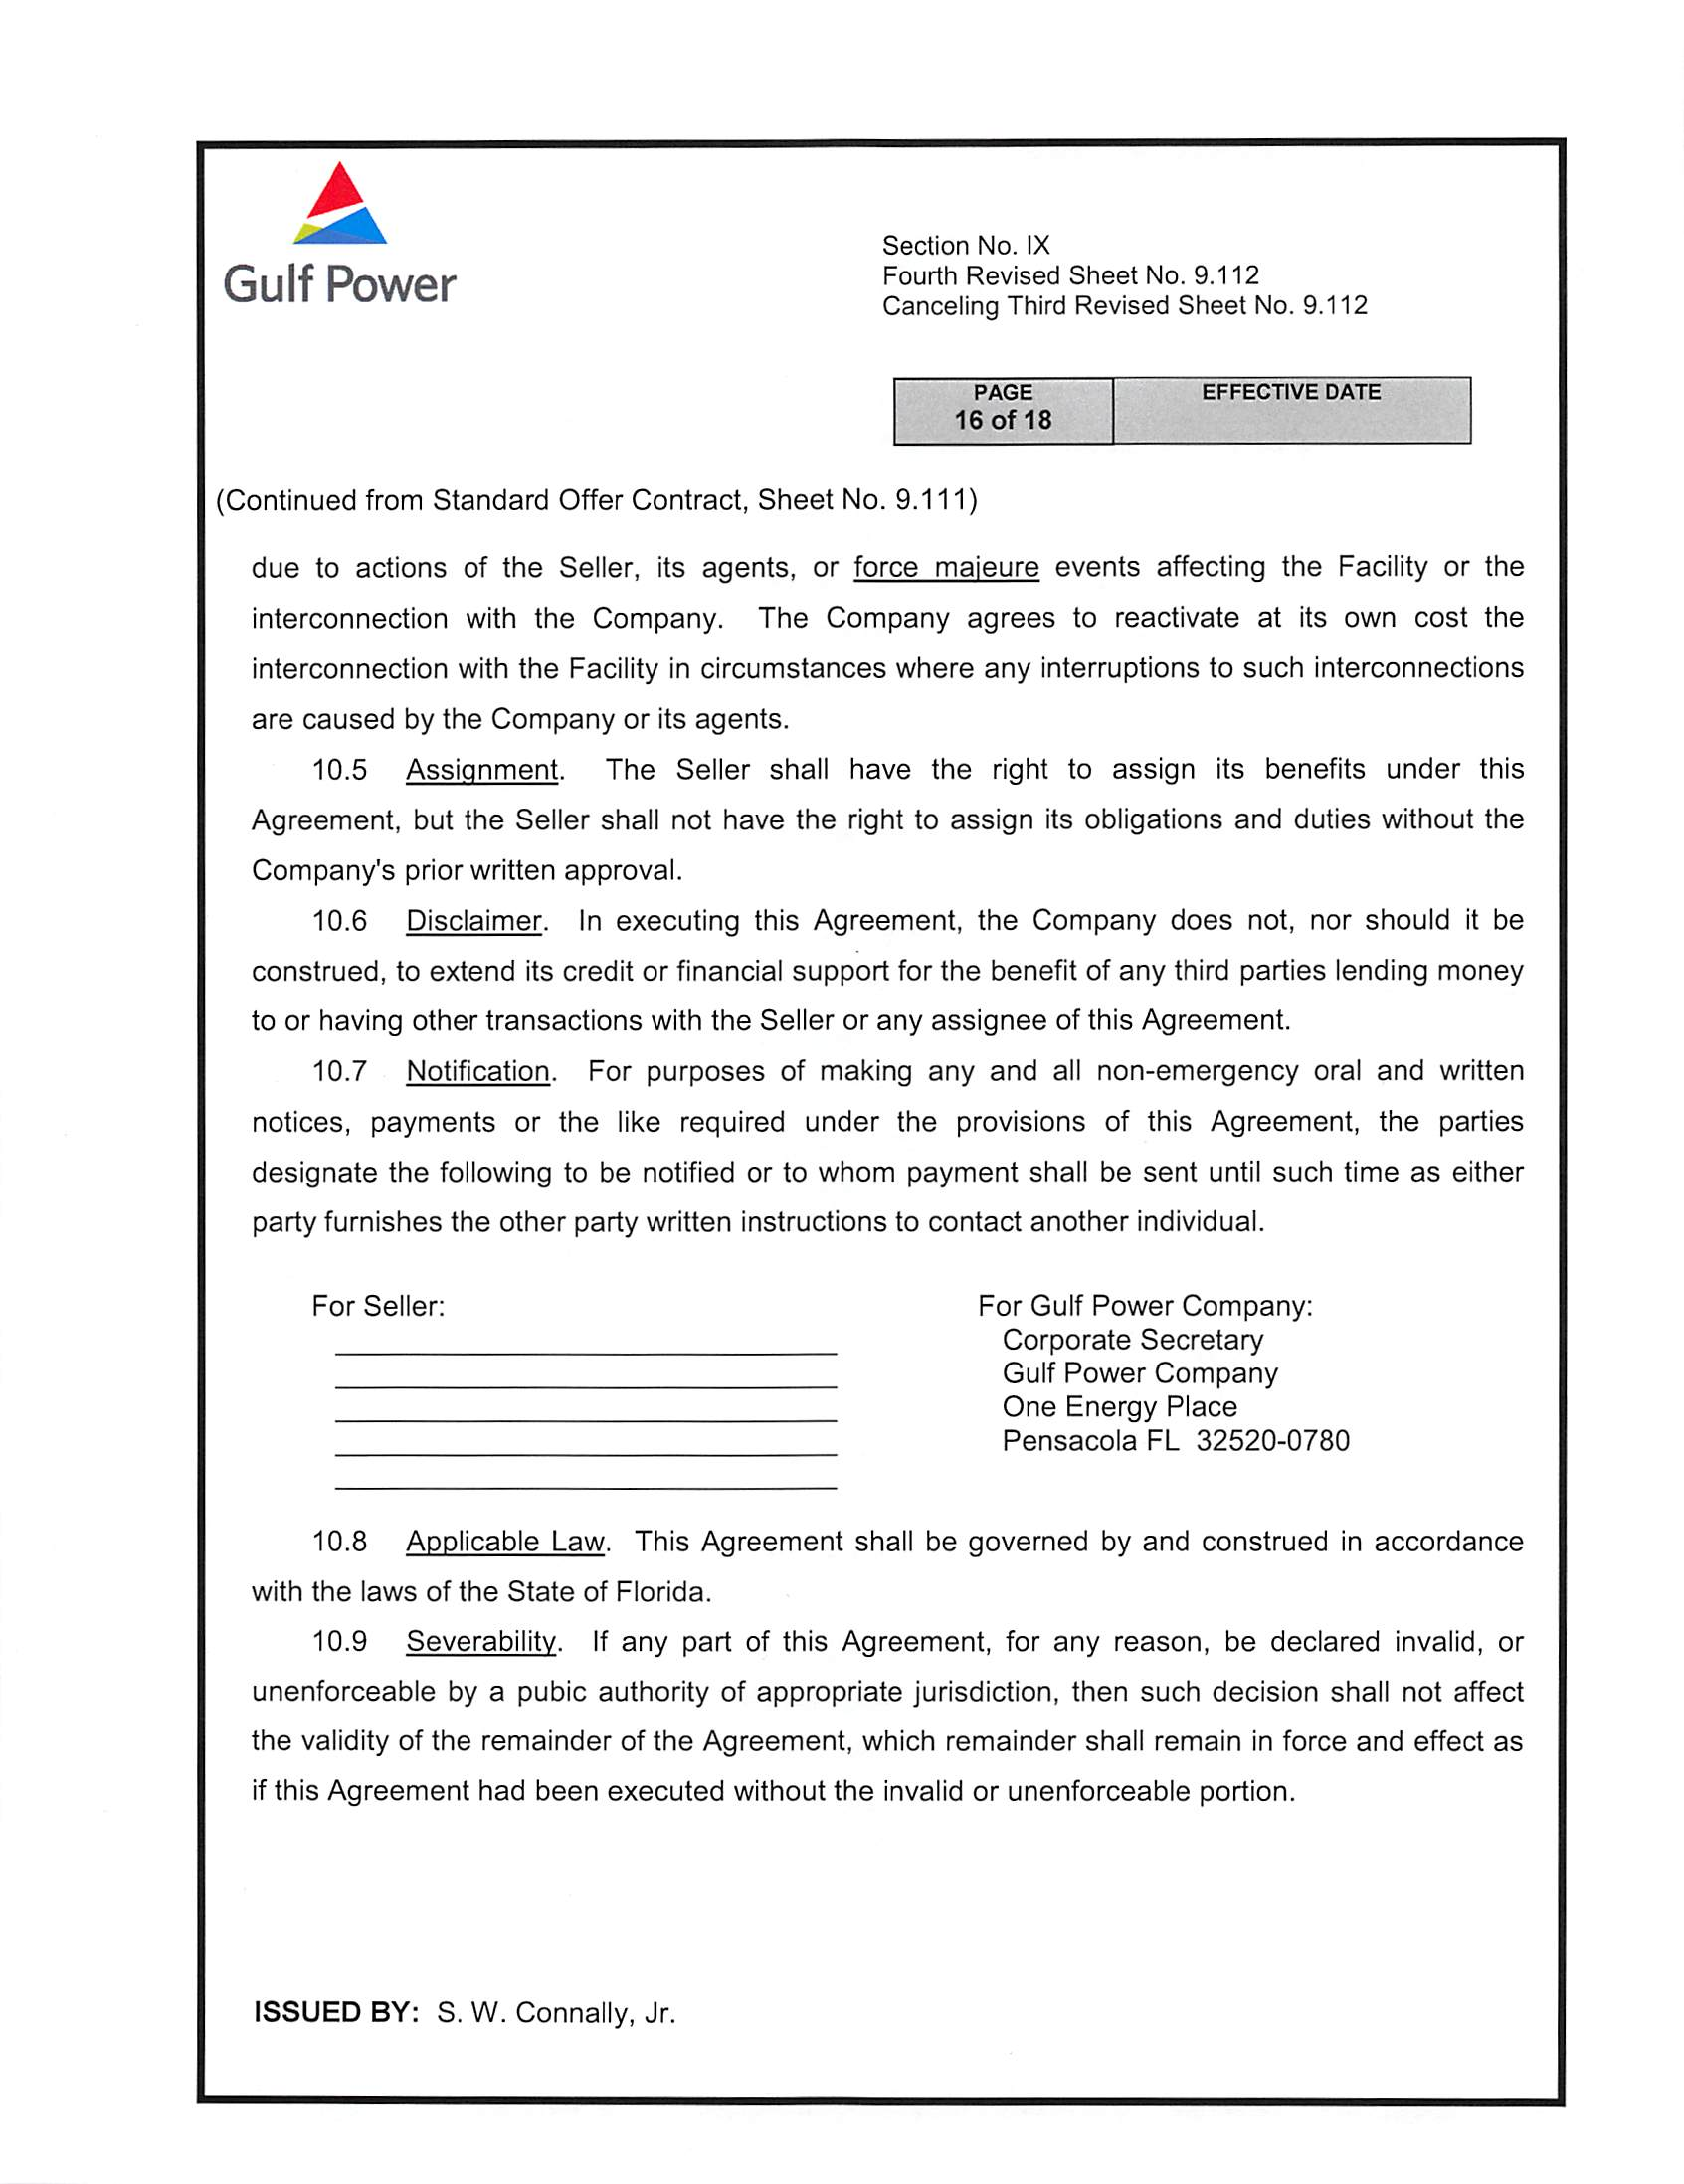 Gulf Power
Section No. IX
Fourth Revised Sheet No. 9.112
Canceling Third Revised Sheet No. 9.112
PAGE
16 of 18
EFFECTIVE DATE
(Continued from Standard Offer Contract, Sheet No. 9.111)
due to actions of the Seller, its agents, or force majeure events affecting the Facility or the
interconnection with the Company. The Company agrees to reactivate at its own cost the
interconnection with the Facility in circumstances where any interruptions to such interconnections
are caused by the Company or its agents.
10.5 Assignment. The Seller shall have the right to assign its benefits under this
Agreement, but the Seller shall not have the right to assign its obligations and duties without the
Company's prior written approval.
10.6 Disclaimer. In executing this Agreement, the Company does not, nor should it be
construed, to extend its credit or financial support for the benefit of any third parties lending money
to or having other transactions with the Seller or any assignee of this Agreement.
10.7 Notification. For purposes of making any and all non-emergency oral and written
notices, payments or the like required under the provisions of this Agreement, the parties
designate the following to be notified or to whom payment shall be sent until such time as either
party furnishes the other party written instructions to contact another individual.
For Seller:
For Gulf Power Company:
Corporate Secretary
Gulf Power Company
One Energy Place
Pensacola FL 32520-0780
10.8 Applicable Law. This Agreement shall be governed by and construed in accordance
with the laws of the State of Florida.
10.9 Severability. If any part of this Agreement, for any reason, be declared invalid, or
unenforceable by a pubic authority of appropriate jurisdiction, then such decision shall not affect
the validity of the remainder of the Agreement, which remainder shall remain in force and effect as
if this Agreement had been executed without the invalid or unenforceable portion.
ISSUED BY: S. W. Connally, Jr.